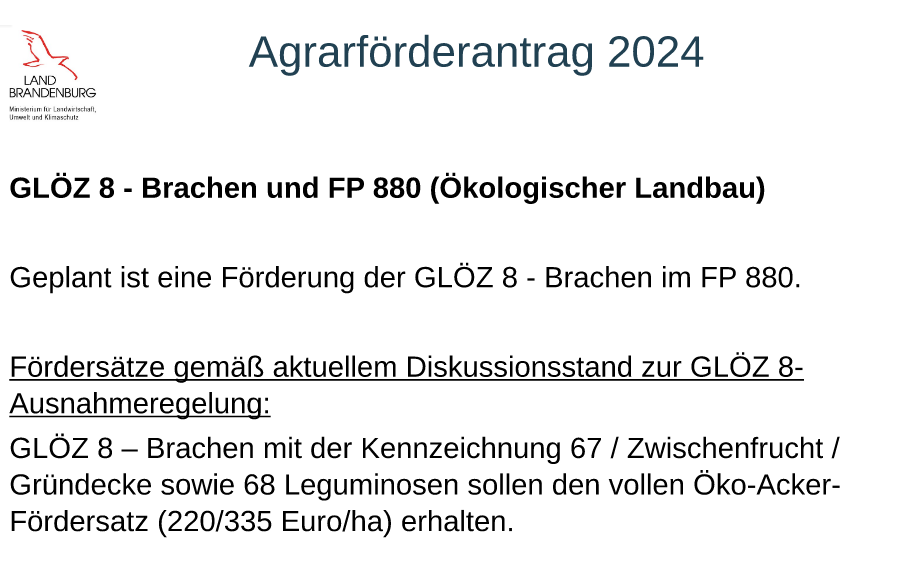 Agrarförderantrag 2024
LAND
BRANDENBURG
Ministerium für Landwirtschaft,
Umwelt und Klimaschutz
GLÖZ 8 - Brachen und FP 880 (Ökologischer Landbau)
Geplant ist eine Förderung der GLÖZ 8 - Brachen im FP 880.
Fördersätze gemäß aktuellem Diskussionsstand zur GLÖZ 8-
Ausnahmeregelung:
GLÖZ 8 – Brachen mit der Kennzeichnung 67 / Zwischenfrucht /
Gründecke sowie 68 Leguminosen sollen den vollen Öko-Acker-
Fördersatz (220/335 Euro/ha) erhalten.